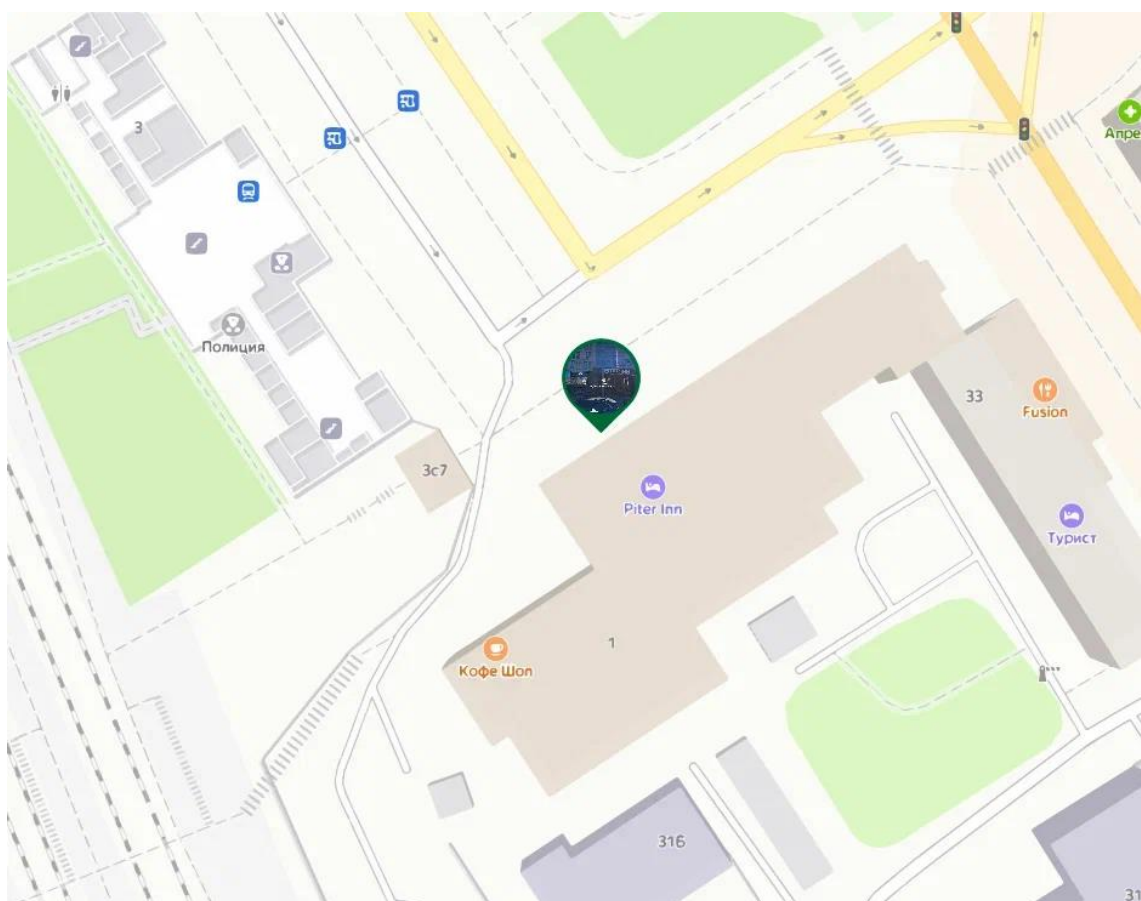 3
Апре
Полиция
33
Fusion
3с7
Piter Inn
Турист
1
Кофе Шоп
31б
31